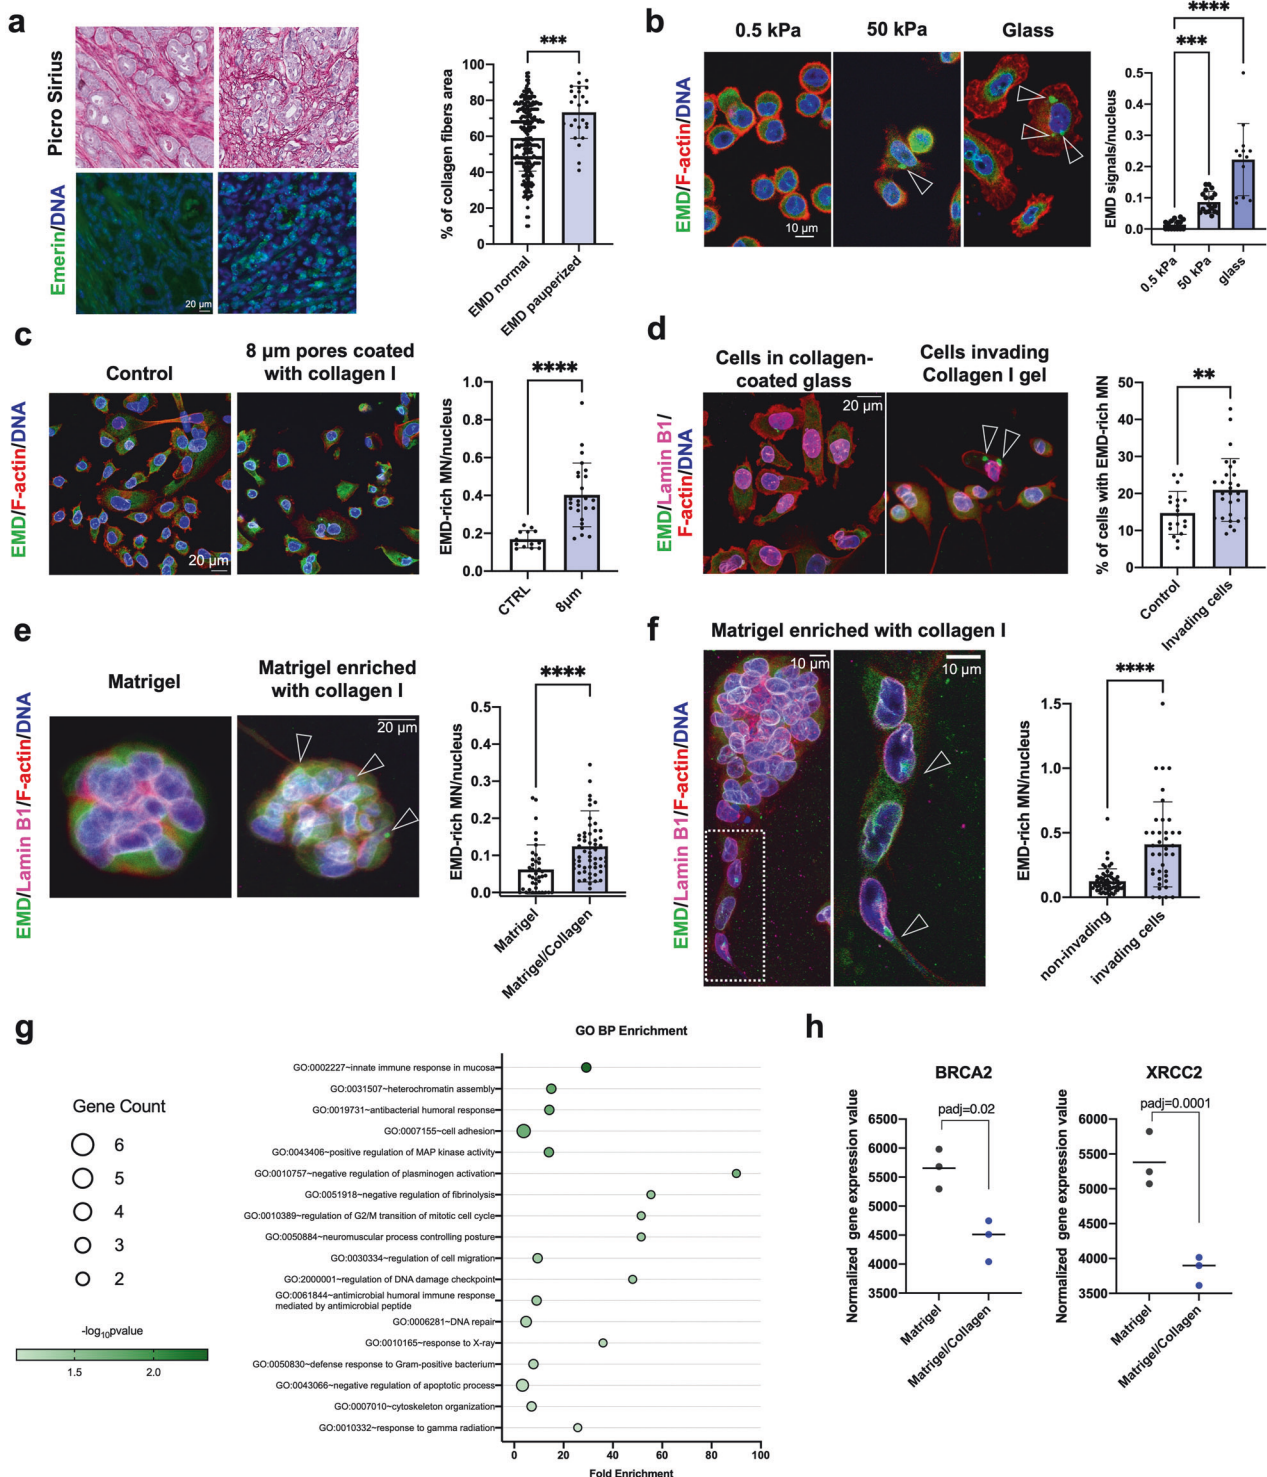 a
Picro Sirius
Emerin/DNA
20 µm
***
% of collagen fibers area
100
80
60
40
20
0
EMD normal
EMD pauperized
b
0.5 kPa
50 kPa
Glass
EMD/F-actin/DNA
10 µm
****
***
EMD signals/nucleus
0.5
0.4
0.3
0.2
0.1
0.0
0.5 kPa
50 kPa
glass
c
Control
8 µm pores coated
with collagen I
EMD/F-actin/DNA
20 µm
****
EMD-rich MN/nucleus
1.0
0.8
0.6
0.4
0.2
0.0
CTRL
8µm
d
Cells in collagen-
coated glass
Cells invading
Collagen I gel
EMD/Lamin B1/
F-actin/DNA
20 µm
**
% of cells with EMD-rich MN
50
40
30
20
10
0
Control
Invading cells
e
Matrigel
Matrigel enriched
with collagen I
EMD/Lamin B1/F-actin/DNA
20 µm
****
EMD-rich MN/nucleus
0.5
0.4
0.3
0.2
0.1
0.0
Matrigel
Matrigel/Collagen
f
Matrigel enriched with collagen I
EMD/Lamin B1/F-actin/DNA
10 µm
10 µm
****
EMD-rich MN/nucleus
1.5
1.0
0.5
0.0
non-invading
invading cells
g
GO BP Enrichment
Gene Count
6
5
4
3
2
-log10pvalue
1.5
2.0
GO:0002227~innate immune response in mucosa
GO:0031507~heterochromatin assembly
GO:0019731~antibacterial humoral response
GO:0007155~cell adhesion
GO:0043406~positive regulation of MAP kinase activity
GO:0010757~negative regulation of plasminogen activation
GO:0051918~negative regulation of fibrinolysis
GO:0010389~regulation of G2/M transition of mitotic cell cycle
GO:0050884~neuromuscular process controlling posture
GO:0030334~regulation of cell migration
GO:2000001~regulation of DNA damage checkpoint
GO:0061844~antimicrobial humoral immune response
mediated by antimicrobial peptide
GO:0006281~DNA repair
GO:0010165~response to X-ray
GO:0050830~defense response to Gram-positive bacterium
GO:0043066~negative regulation of apoptotic process
GO:0007010~cytoskeleton organization
GO:0010332~response to gamma radiation
0
20
40
60
80
100
Fold Enrichment
h
BRCA2
padj=0.02
Normalized gene expression value
6500
6000
5500
5000
4500
4000
3500
Matrigel
Matrigel/Collagen
XRCC2
padj=0.0001
Normalized gene expression value
6000
5500
5000
4500
4000
3500
Matrigel
Matrigel/Collagen